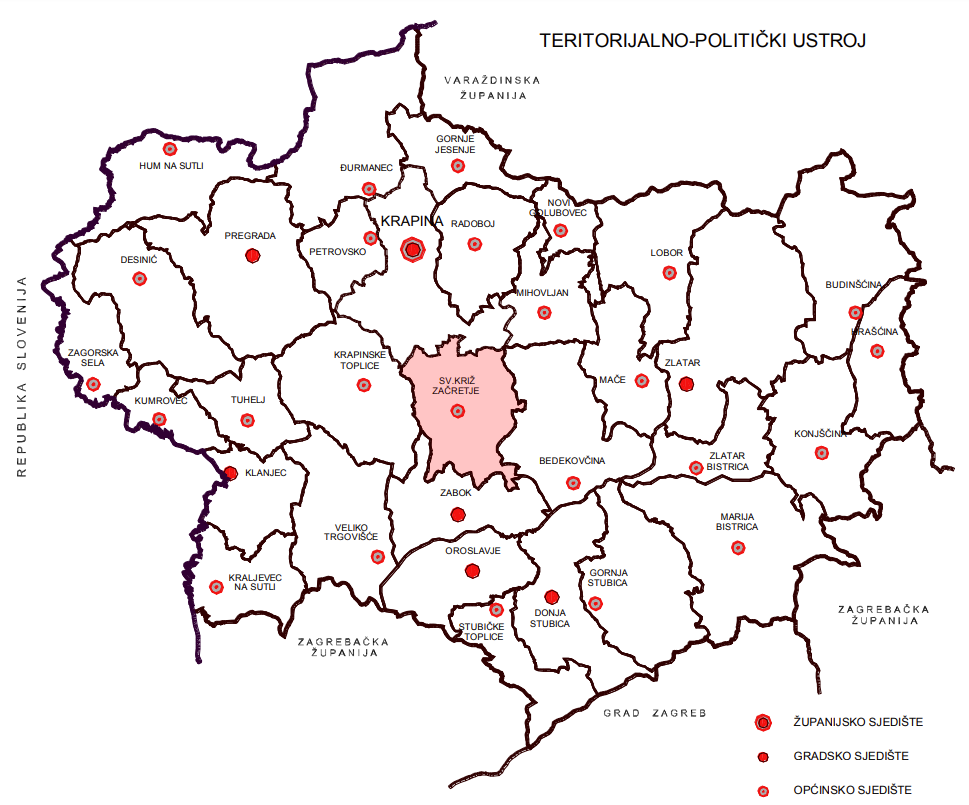 TERITORIJALNO-POLITIČKI USTROJ
VARAŽDINSKA
ŽUPANIJA
GORNJE
JESENJE
HUM NA SUTLI
ĐURMANEC
NOVI
GOLUBOVEC
KRAPINA
RADOBOJ
PREGRADA
PETROVSKO
LOBOR
DESINIĆ
REPUBLIKA SLOVENIJA
BUDINŠĆINA
MIHOVLJAN
HRAŠĆINA
ZAGORSKA
SELA
KRAPINSKE
TOPLICE
ZLATAR
SV.KRIŽ
ZAČRETJE
MAČE
KUMROVEC
TUHELJ
KONJŠČINA
ZLATAR
BISTRICA
BEDEKOVČINA
KLANJEC
ZABOK
MARIJA
BISTRICA
VELIKO
TRGOVIŠĆE
OROSLAVJE
GORNJA
STUBICA
KRALJEVEC
NA SUTLI
DONJA
STUBICA
STUBIČKE
TOPLICE
ZAGREBAČKA
ŽUPANIJA
ZAGREBAČKA
ŽUPANIJA
GRAD ZAGREB
ŽUPANIJSKO SJEDIŠTE
GRADSKO SJEDIŠTE
OPĆINSKO SJEDIŠTE